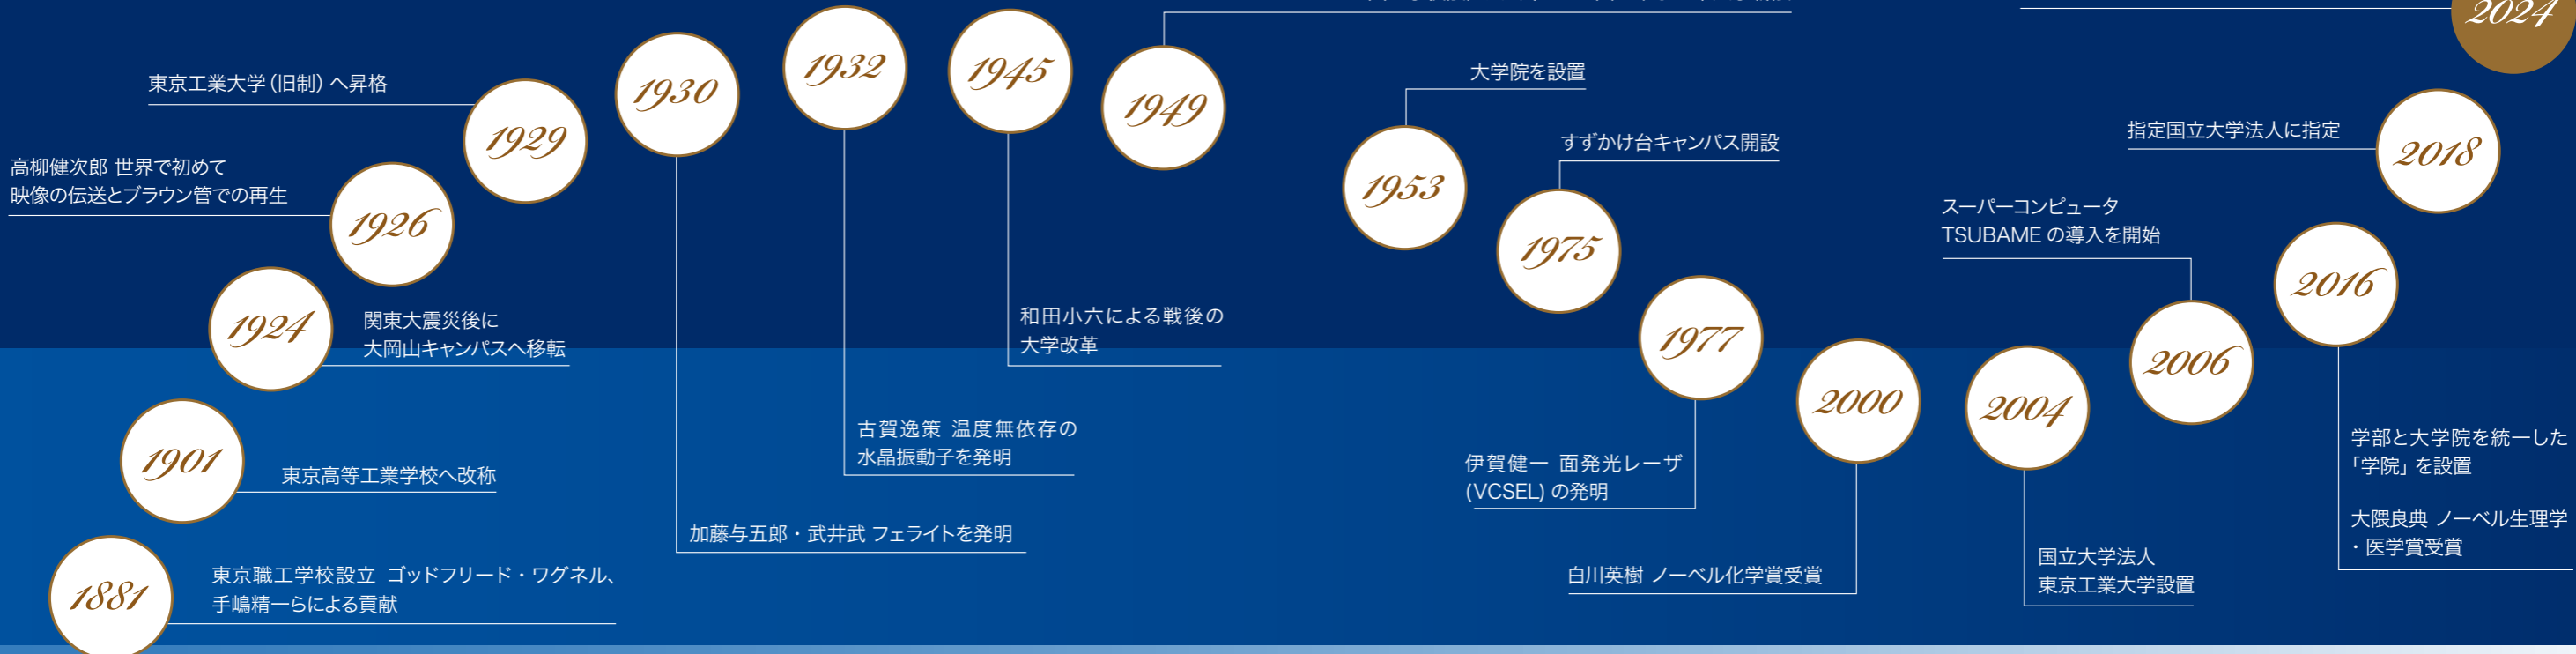 1881
東京職工学校設立 ゴッドフリード・ワグネル、
手嶋精一らによる貢献
1901
東京高等工業学校へ改称
1924
関東大震災後に
大岡山キャンパスへ移転
1926
高柳健次郎 世界で初めて
映像の伝送とブラウン管での再生
1929
東京工業大学（旧制）へ昇格
1930
加藤与五郎・武井武 フェライトを発明
1932
古賀逸策 温度無依存の
水晶振動子を発明
1945
和田小六による戦後の
大学改革
1949
1953
大学院を設置
1975
すずかけ台キャンパス開設
1977
伊賀健一 面発光レーザ
(VCSEL) の発明
2000
白川英樹 ノーベル化学賞受賞
2004
国立大学法人
東京工業大学設置
2006
スーパーコンピュータ
TSUBAME の導入を開始
2016
学部と大学院を統一した
「学院」を設置
大隈良典 ノーベル生理学
・医学賞受賞
2018
指定国立大学法人に指定
2024